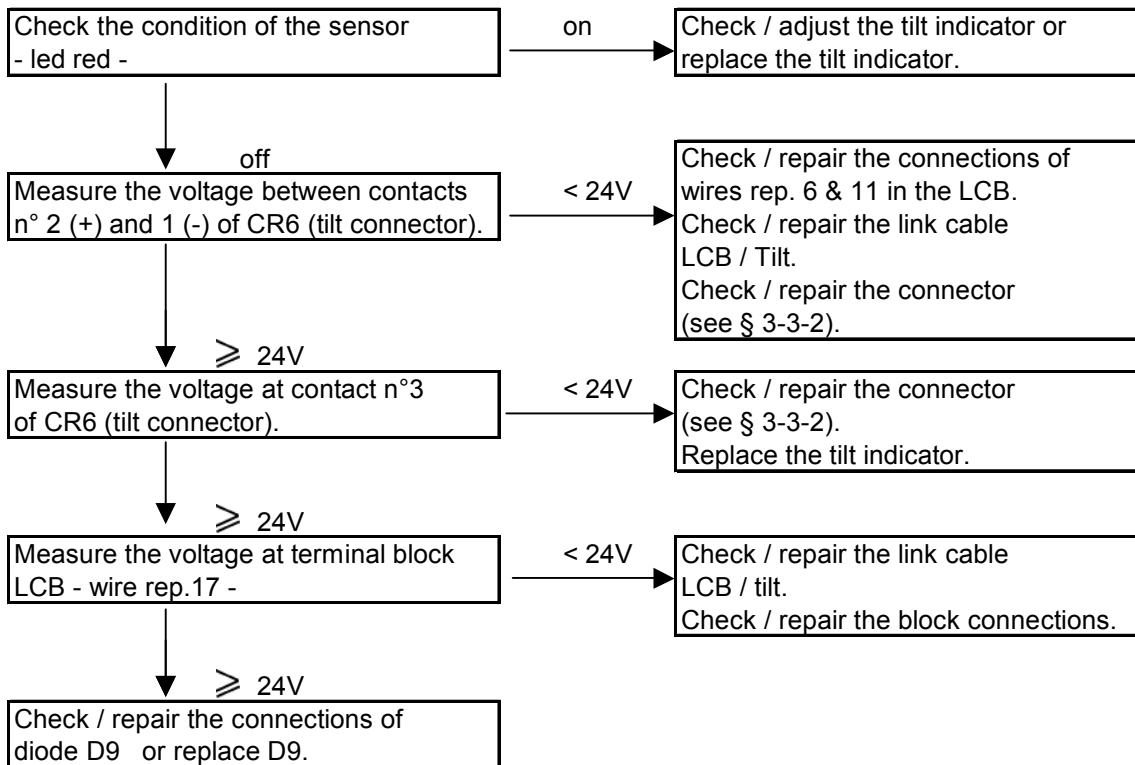 Check the condition of the sensor
- led red -
on
Check / adjust the tilt indicator or
replace the tilt indicator.
off
Measure the voltage between contacts
n° 2 (+) and 1 (-) of CR6 (tilt connector).
< 24V
Check / repair the connections of
wires rep. 6 & 11 in the LCB.
Check / repair the link cable
LCB / Tilt.
Check / repair the connector
(see § 3-3-2).
⩾ 24V
Measure the voltage at contact n°3
of CR6 (tilt connector).
< 24V
Check / repair the connector
(see § 3-3-2).
Replace the tilt indicator.
⩾ 24V
Measure the voltage at terminal block
LCB - wire rep.17 -
< 24V
Check / repair the link cable
LCB / tilt.
Check / repair the block connections.
⩾ 24V
Check / repair the connections of
diode D9 or replace D9.